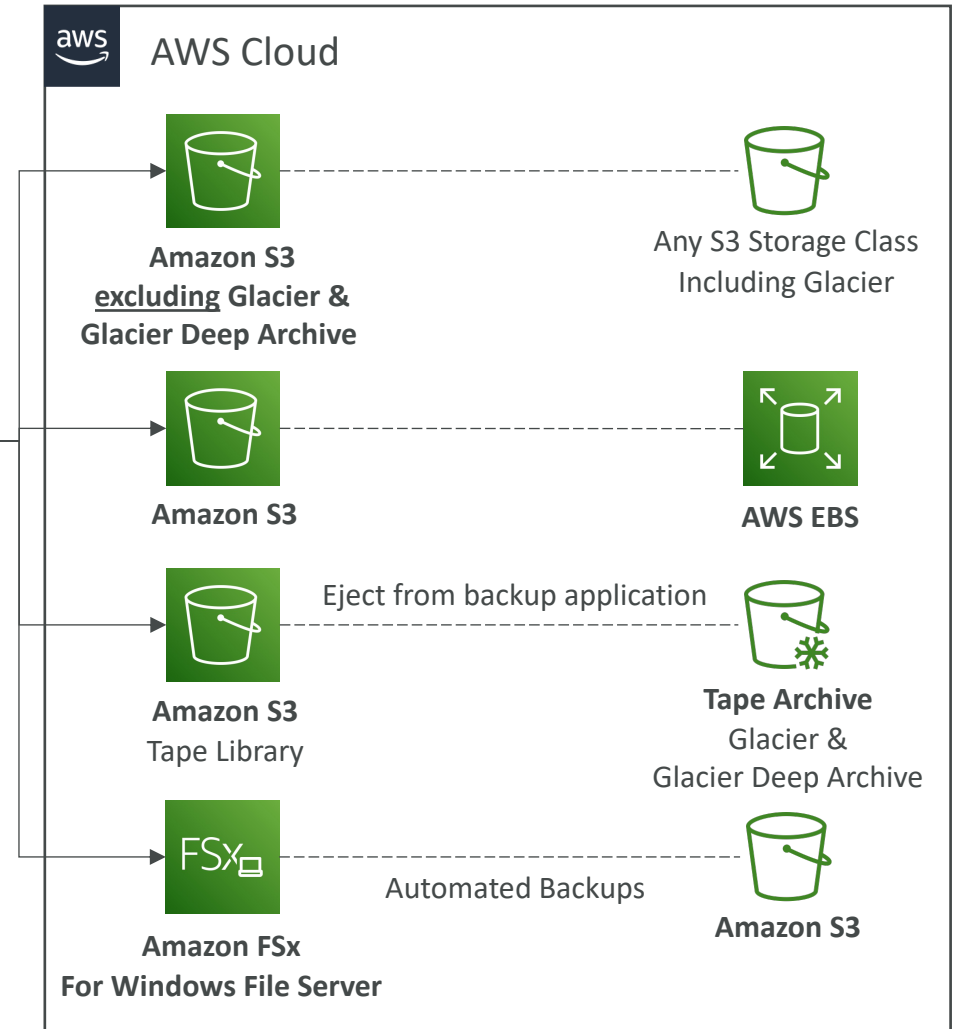 aws
AWS Cloud
Amazon S3
excluding Glacier &
Glacier Deep Archive
Any S3 Storage Class
Including Glacier
Amazon S3
AWS EBS
Eject from backup application
Amazon S3
Tape Library
Tape Archive
Glacier &
Glacier Deep Archive
FSx
Automated Backups
Amazon FSx
For Windows File Server
Amazon S3